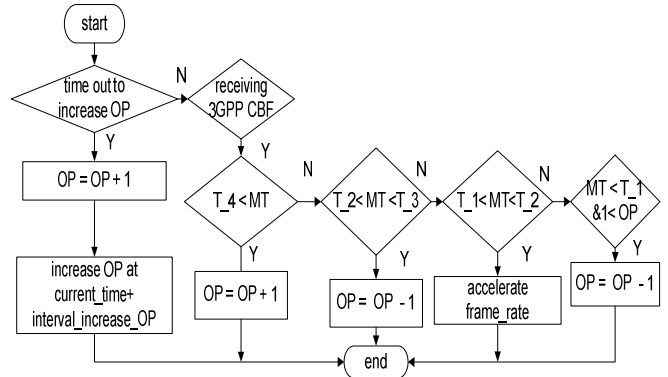 start
time out to
increase OP
N
receiving
3GPP CBF
Y
Y
OP = OP + 1
T_4 < MT
N
T_2< MT <T_3
N
T_1< MT< T_2
N
MT < T_1
&1 < OP
Y
Y
Y
Y
increase OP at
current_time+
interval_increase_OP
OP = OP + 1
OP = OP - 1
accelerate
frame_rate
OP = OP - 1
end